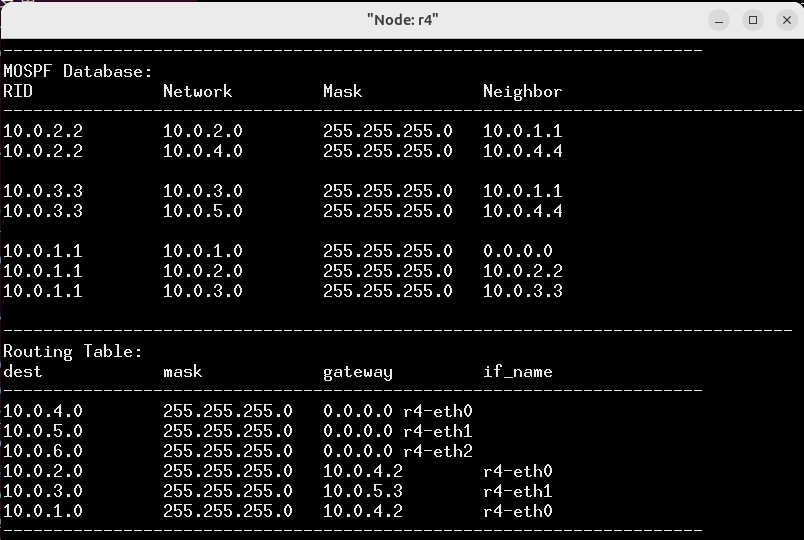 "Node: r4"
----------------------------------------------------------------------
MOSPF Database:
RID             Network         Mask            Neighbor
--------------------------------------------------------------------------------
10.0.2.2        10.0.2.0        255.255.255.0   10.0.1.1
10.0.2.2        10.0.4.0        255.255.255.0   10.0.4.4
10.0.3.3        10.0.3.0        255.255.255.0   10.0.1.1
10.0.3.3        10.0.5.0        255.255.255.0   10.0.4.4
10.0.1.1        10.0.1.0        255.255.255.0   0.0.0.0
10.0.1.1        10.0.2.0        255.255.255.0   10.0.2.2
10.0.1.1        10.0.3.0        255.255.255.0   10.0.3.3
-------------------------------------------------------------------------------
Routing Table:
dest            mask            gateway         if_name
----------------------------------------------------------------------
10.0.4.0        255.255.255.0   0.0.0.0 r4-eth0
10.0.5.0        255.255.255.0   0.0.0.0 r4-eth1
10.0.6.0        255.255.255.0   0.0.0.0 r4-eth2
10.0.2.0        255.255.255.0   10.0.4.2        r4-eth0
10.0.3.0        255.255.255.0   10.0.5.3        r4-eth1
10.0.1.0        255.255.255.0   10.0.4.2        r4-eth0
----------------------------------------------------------------------